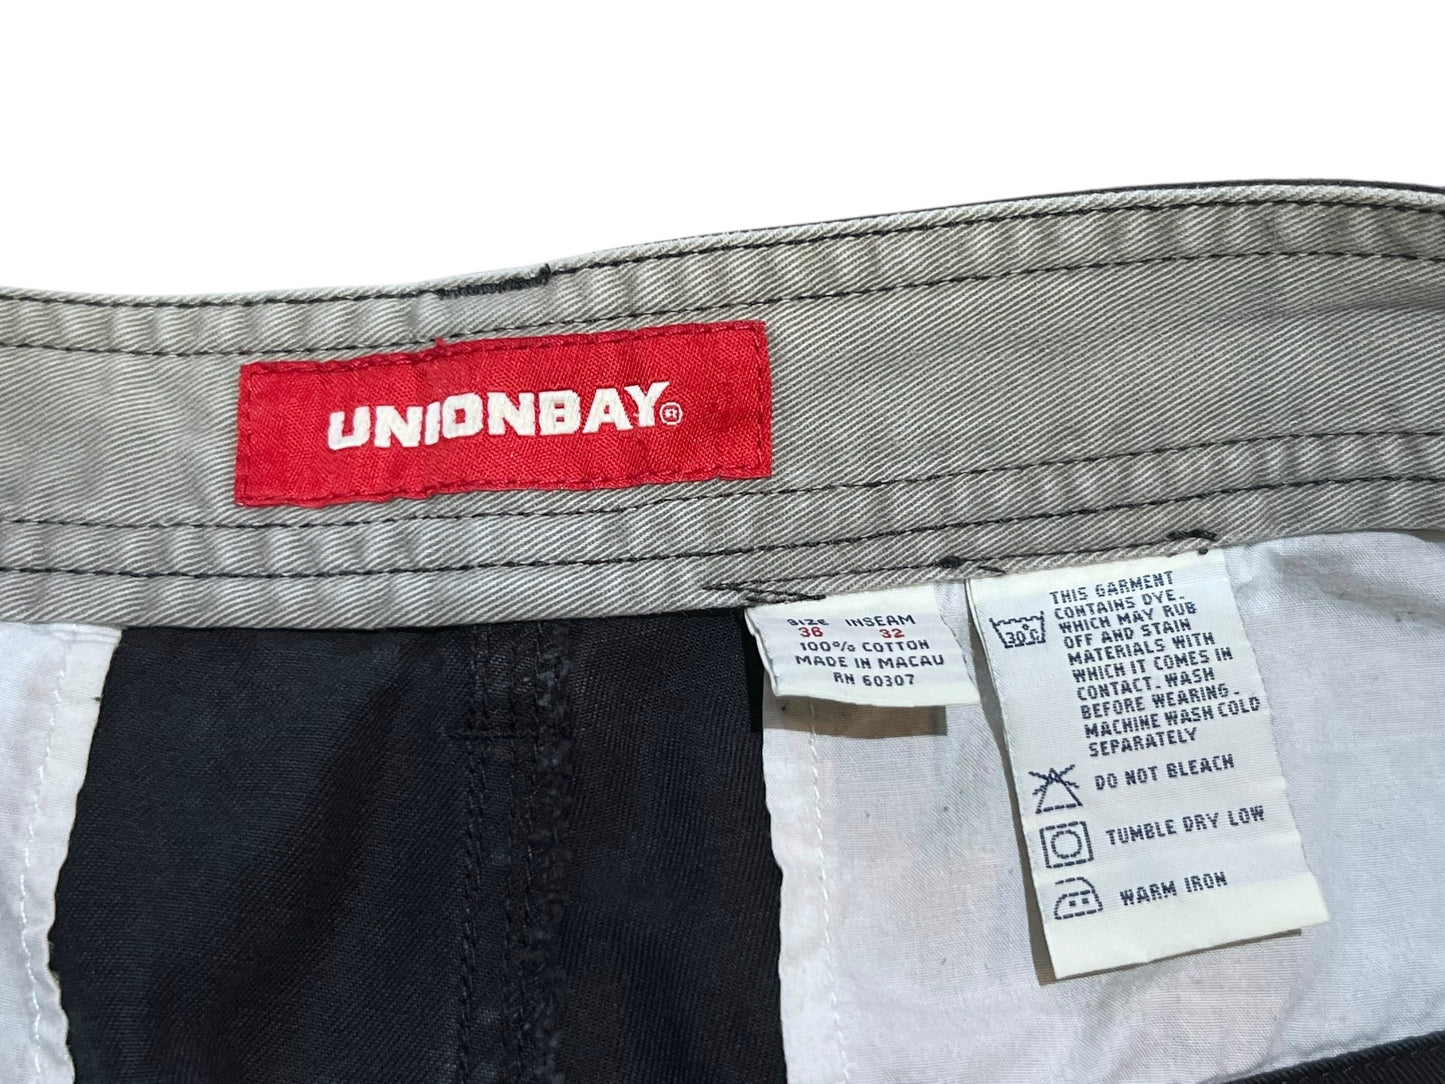 UNIONBAY®
SIZE INSEAM
36 32
100% COTTON
MADE IN MACAU
RN 60307
30C
THIS GARMENT
CONTAINS DYE.
WHICH MAY RUB
OFF AND STAIN
MATERIALS WITH
WHICH IT COMES IN
CONTACT. WASH
BEFORE WEARING.
MACHINE WASH COLD
SEPARATELY
DO NOT BLEACH
TUMBLE DRY LOW
WARM IRON